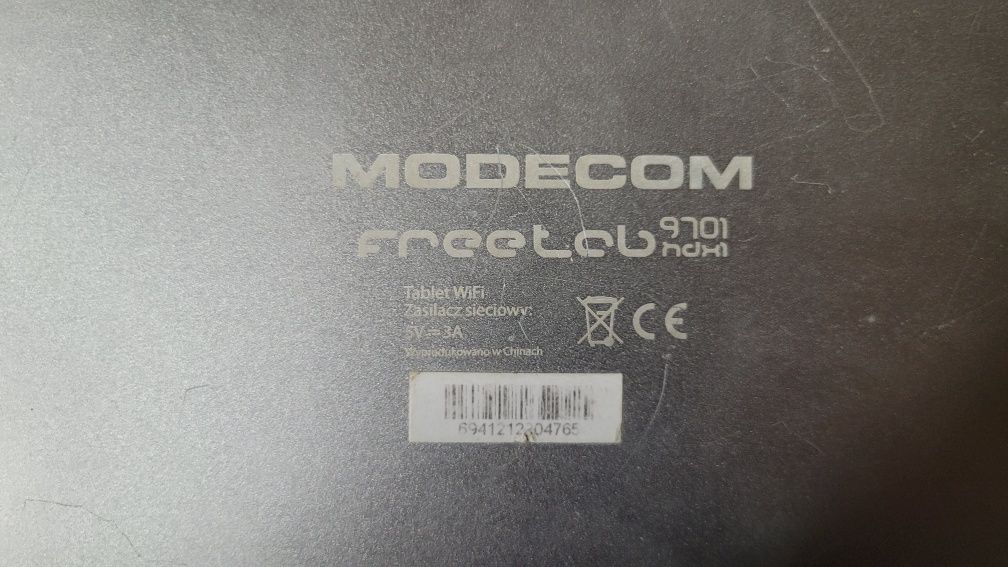 MODECOM
FreeTAB 9701
hdx1
Tablet WiFi
Zasilacz sieciowy:
5V = 3A
Wyprodukowano w Chinach
CE